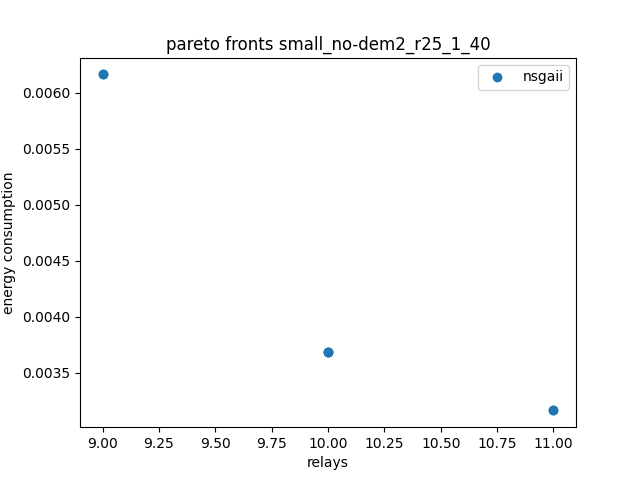 pareto fronts small_no-dem2_r25_1_40
nsgaii
0.0060
0.0055
0.0050
0.0045
0.0040
0.0035
energy consumption
9.00 9.25 9.50 9.75 10.00 10.25 10.50 10.75 11.00
relays